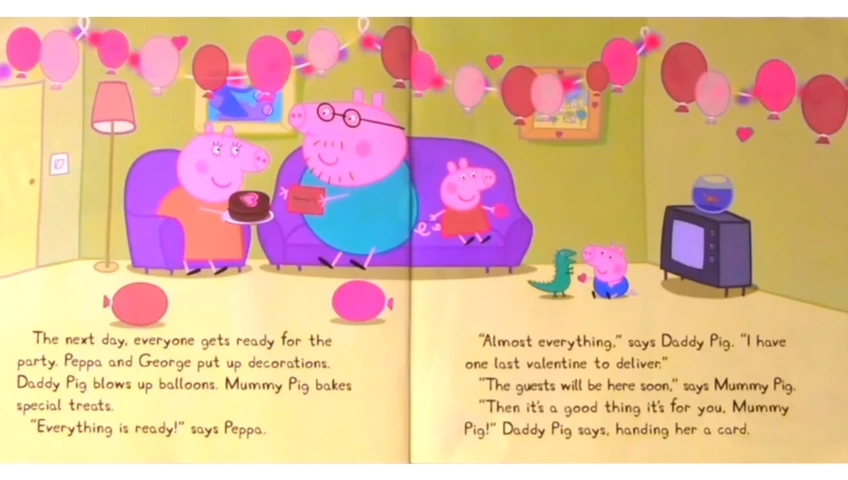 The next day, everyone gets ready for the
party. Peppa and George put up decorations.
Daddy Pig blows up balloons. Mummy Pig bakes
special treats.
"Everything is ready!" says Peppa.
"Almost everything," says Daddy Pig. "I have
one last valentine to deliver."
"The guests will be here soon," says Mummy Pig.
"Then it's a good thing it's for you, Mummy
Pig!" Daddy Pig says, handing her a card.